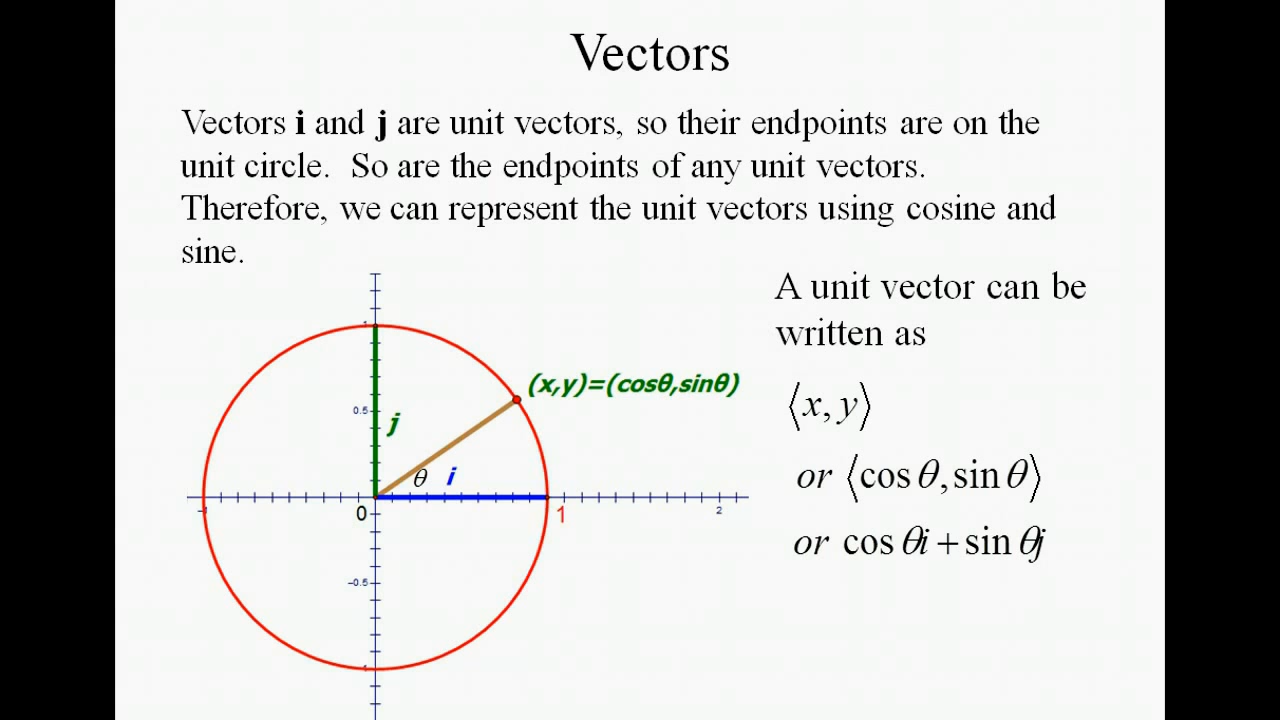 Vectors
Vectors i and j are unit vectors, so their endpoints are on the
unit circle. So are the endpoints of any unit vectors.
Therefore, we can represent the unit vectors using cosine and
sine.
A unit vector can be
written as
⟨x, y⟩
or ⟨cos θ, sin θ⟩
or cos θi + sin θj
1
(x,y)=(cosθ,sinθ)
0.5
j
θ i
-1
0
1
2
-0.5
-1